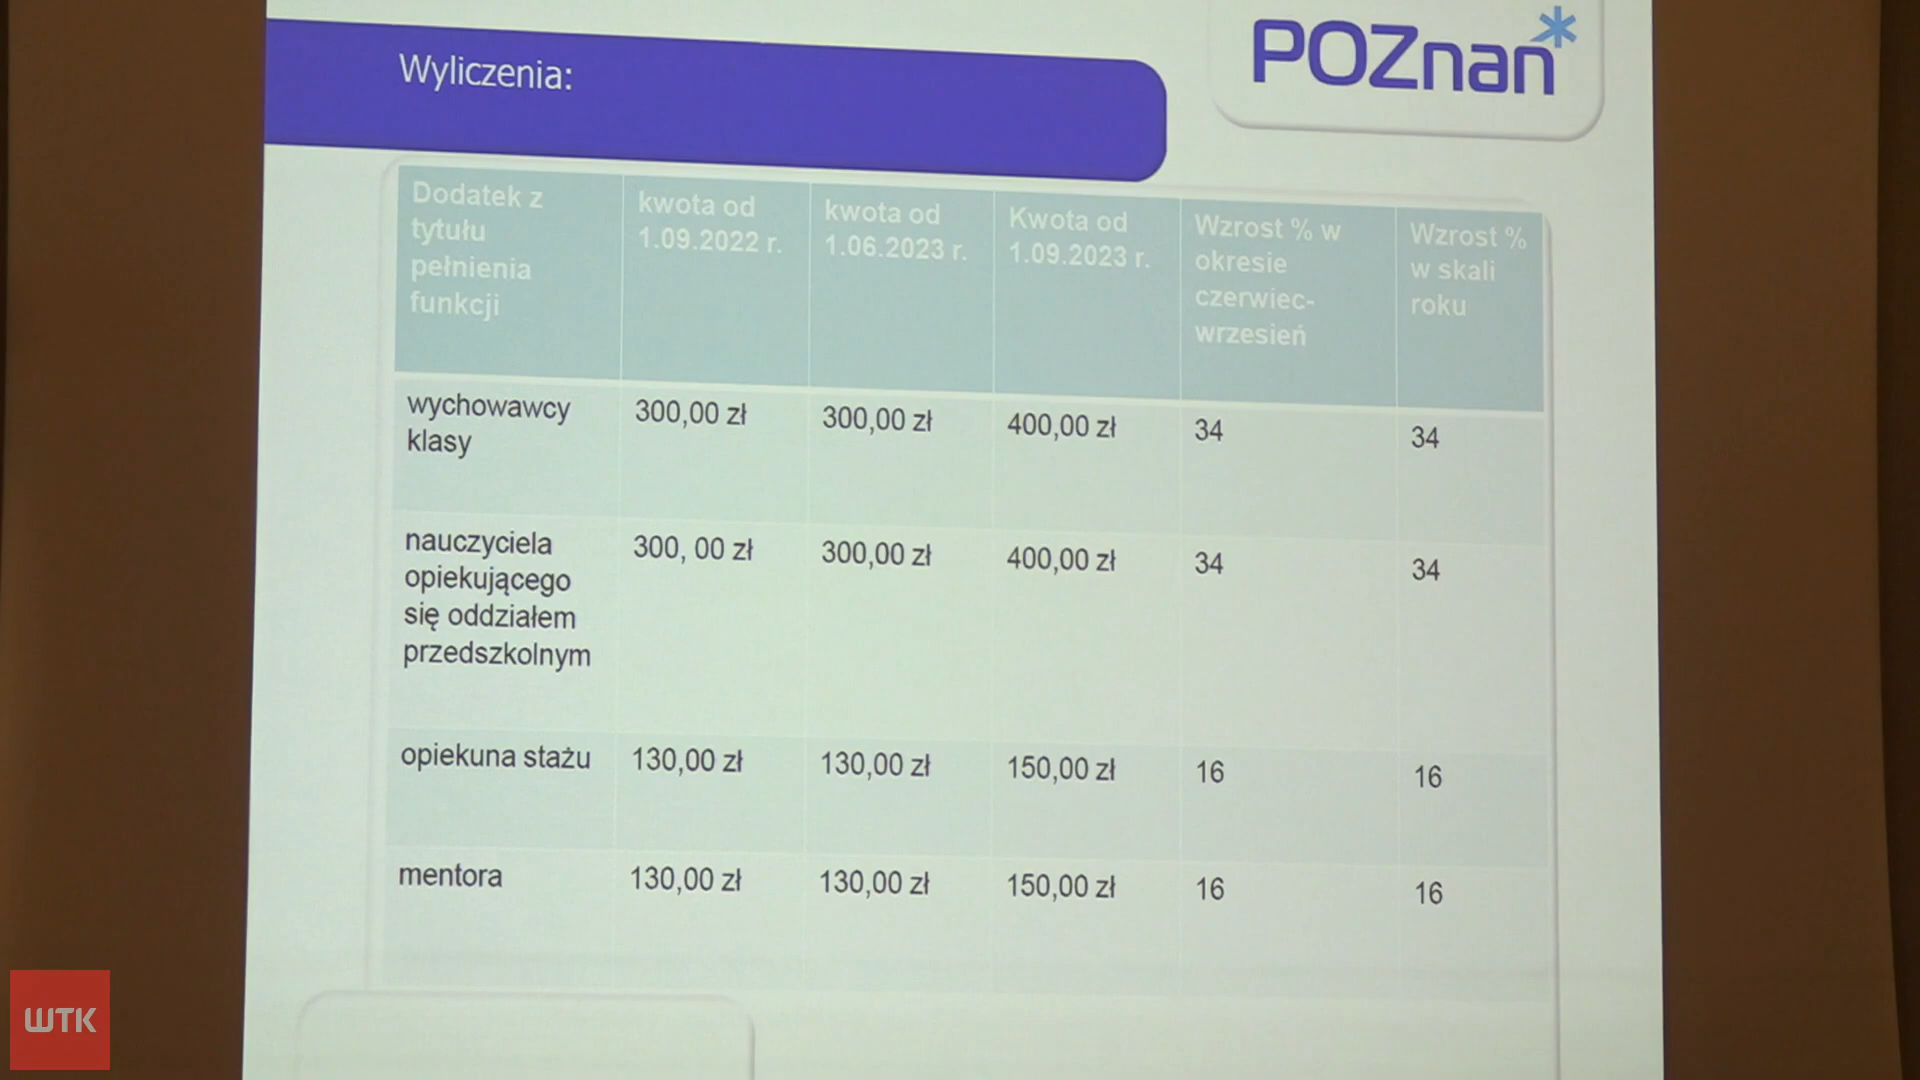 Wyliczenia:
POZnan*
Dodatek z
tytułu
pełnienia
funkcji
kwota od
1.09.2022 r.
kwota od
1.06.2023 r.
Kwota od
1.09.2023 r.
Wzrost % w
okresie
czerwiec-
wrzesień
Wzrost %
w skali
roku
wychowawcy
klasy
300,00 zł
300,00 zł
400,00 zł
34
34
nauczyciela
opiekującego
się oddziałem
przedszkolnym
300, 00 zł
300,00 zł
400,00 zł
34
34
opiekuna stażu
130,00 zł
130,00 zł
150,00 zł
16
16
mentora
130,00 zł
130,00 zł
150,00 zł
16
16
WTK